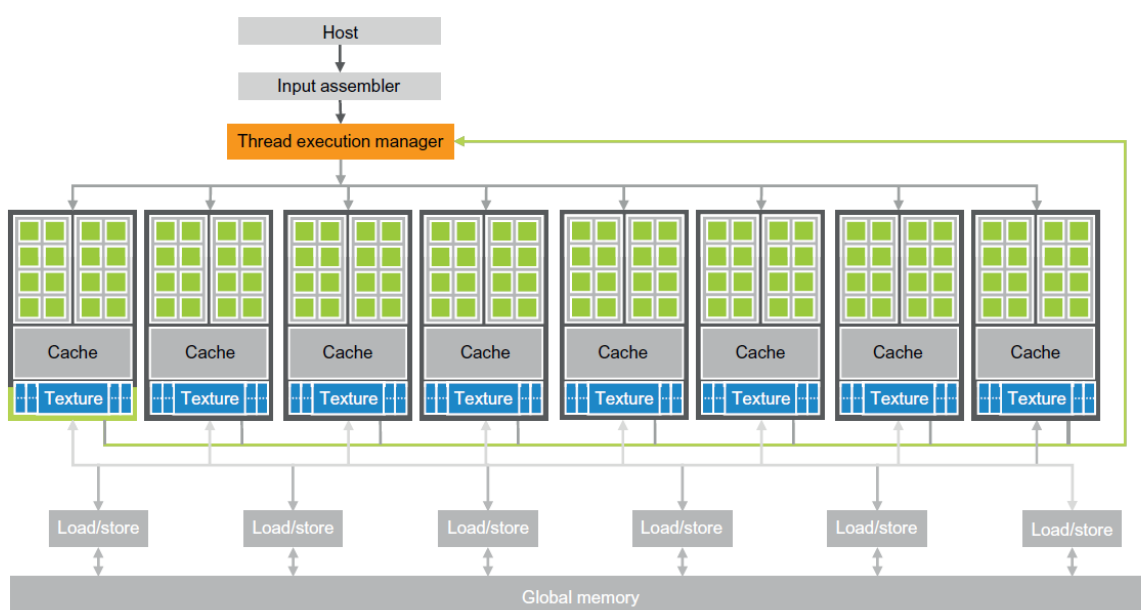 Host
Input assembler
Thread execution manager
Cache Cache Cache Cache Cache Cache Cache Cache
Texture Texture Texture Texture Texture Texture Texture Texture
Load/store Load/store Load/store Load/store Load/store Load/store
Global memory